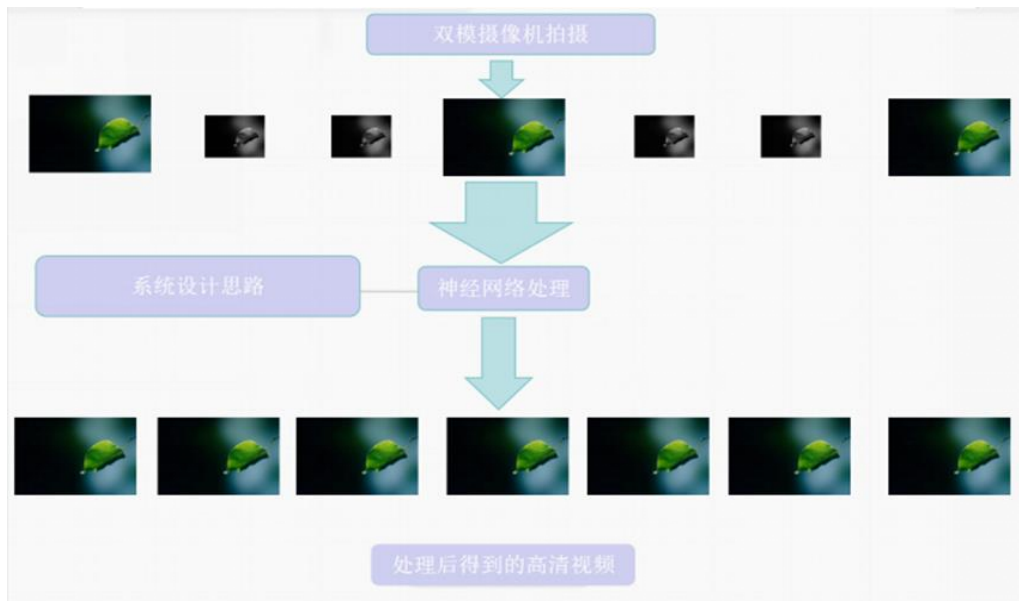 双模摄像机拍摄
系统设计思路
神经网络处理
处理后得到的高清视频